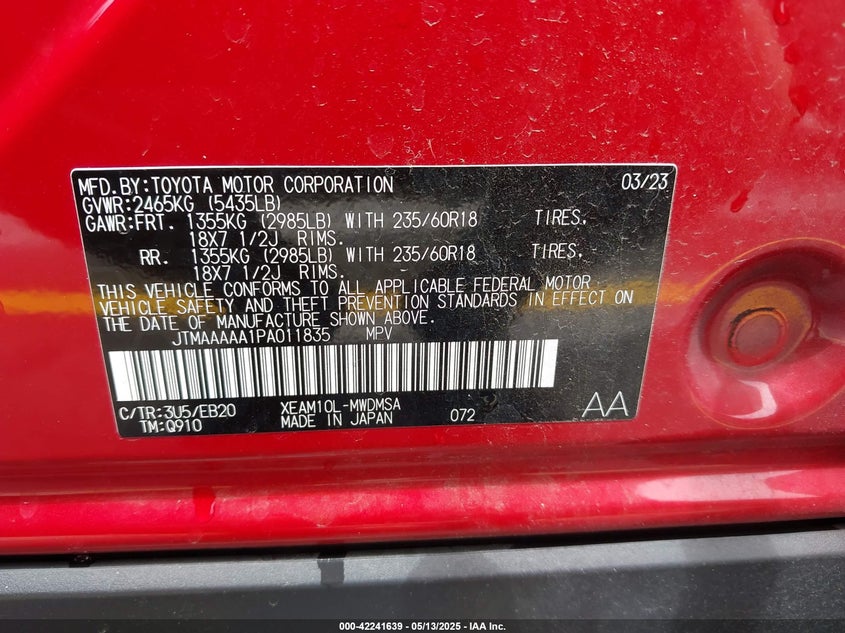 MFD.BY:TOYOTA MOTOR CORPORATION 03/23
GVWR:2465KG (5435LB)
GAWR:FRT. 1355KG (2985LB) WITH 235/60R18 TIRES,
18X7 1/2J RIMS.
RR. 1355KG (2985LB) WITH 235/60R18 TIRES,
18X7 1/2J RIMS.
THIS VEHICLE CONFORMS TO ALL APPLICABLE FEDERAL MOTOR
VEHICLE SAFETY AND THEFT PREVENTION STANDARDS IN EFFECT ON
THE DATE OF MANUFACTURE SHOWN ABOVE.
JTMAAAAA1PA011835 MPV
C/TR:3U5/EB20 XEAM10L-MWDMSA AA
TM:Q910 MADE IN JAPAN 072
000-42241639 - 05/13/2025 - IAA Inc.